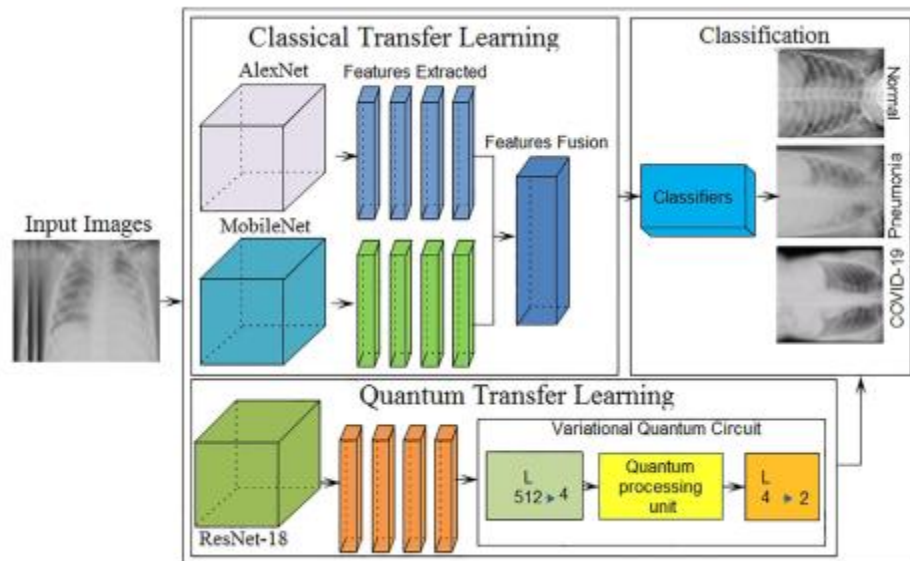 Classical Transfer Learning
AlexNet
Features Extracted
Features Fusion
MobileNet
Input Images
Classification
Classifiers
Normal
Pneumonia
COVID-19
Quantum Transfer Learning
ResNet-18
Variational Quantum Circuit
L
512 ▸ 4
Quantum
processing
unit
L
4 ▸ 2